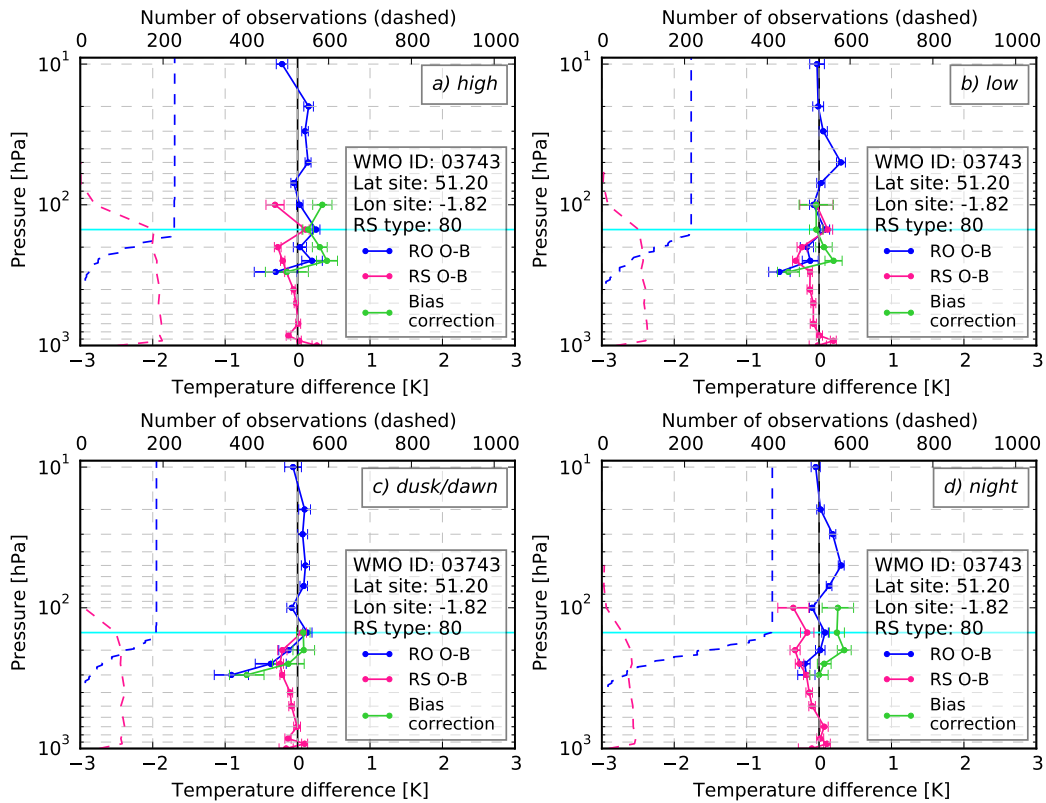 Number of observations (dashed)
0 200 400 600 800 1000
a) high
10^1
10^2
10^3
Pressure [hPa]
WMO ID: 03743
Lat site: 51.20
Lon site: -1.82
RS type: 80
RO O-B
RS O-B
Bias
correction
−3 −2 −1 0 1 2 3
Temperature difference [K]
Number of observations (dashed)
0 200 400 600 800 1000
b) low
10^1
10^2
10^3
Pressure [hPa]
WMO ID: 03743
Lat site: 51.20
Lon site: -1.82
RS type: 80
RO O-B
RS O-B
Bias
correction
−3 −2 −1 0 1 2 3
Temperature difference [K]
Number of observations (dashed)
0 200 400 600 800 1000
c) dusk/dawn
10^1
10^2
10^3
Pressure [hPa]
WMO ID: 03743
Lat site: 51.20
Lon site: -1.82
RS type: 80
RO O-B
RS O-B
Bias
correction
−3 −2 −1 0 1 2 3
Temperature difference [K]
Number of observations (dashed)
0 200 400 600 800 1000
d) night
10^1
10^2
10^3
Pressure [hPa]
WMO ID: 03743
Lat site: 51.20
Lon site: -1.82
RS type: 80
RO O-B
RS O-B
Bias
correction
−3 −2 −1 0 1 2 3
Temperature difference [K]